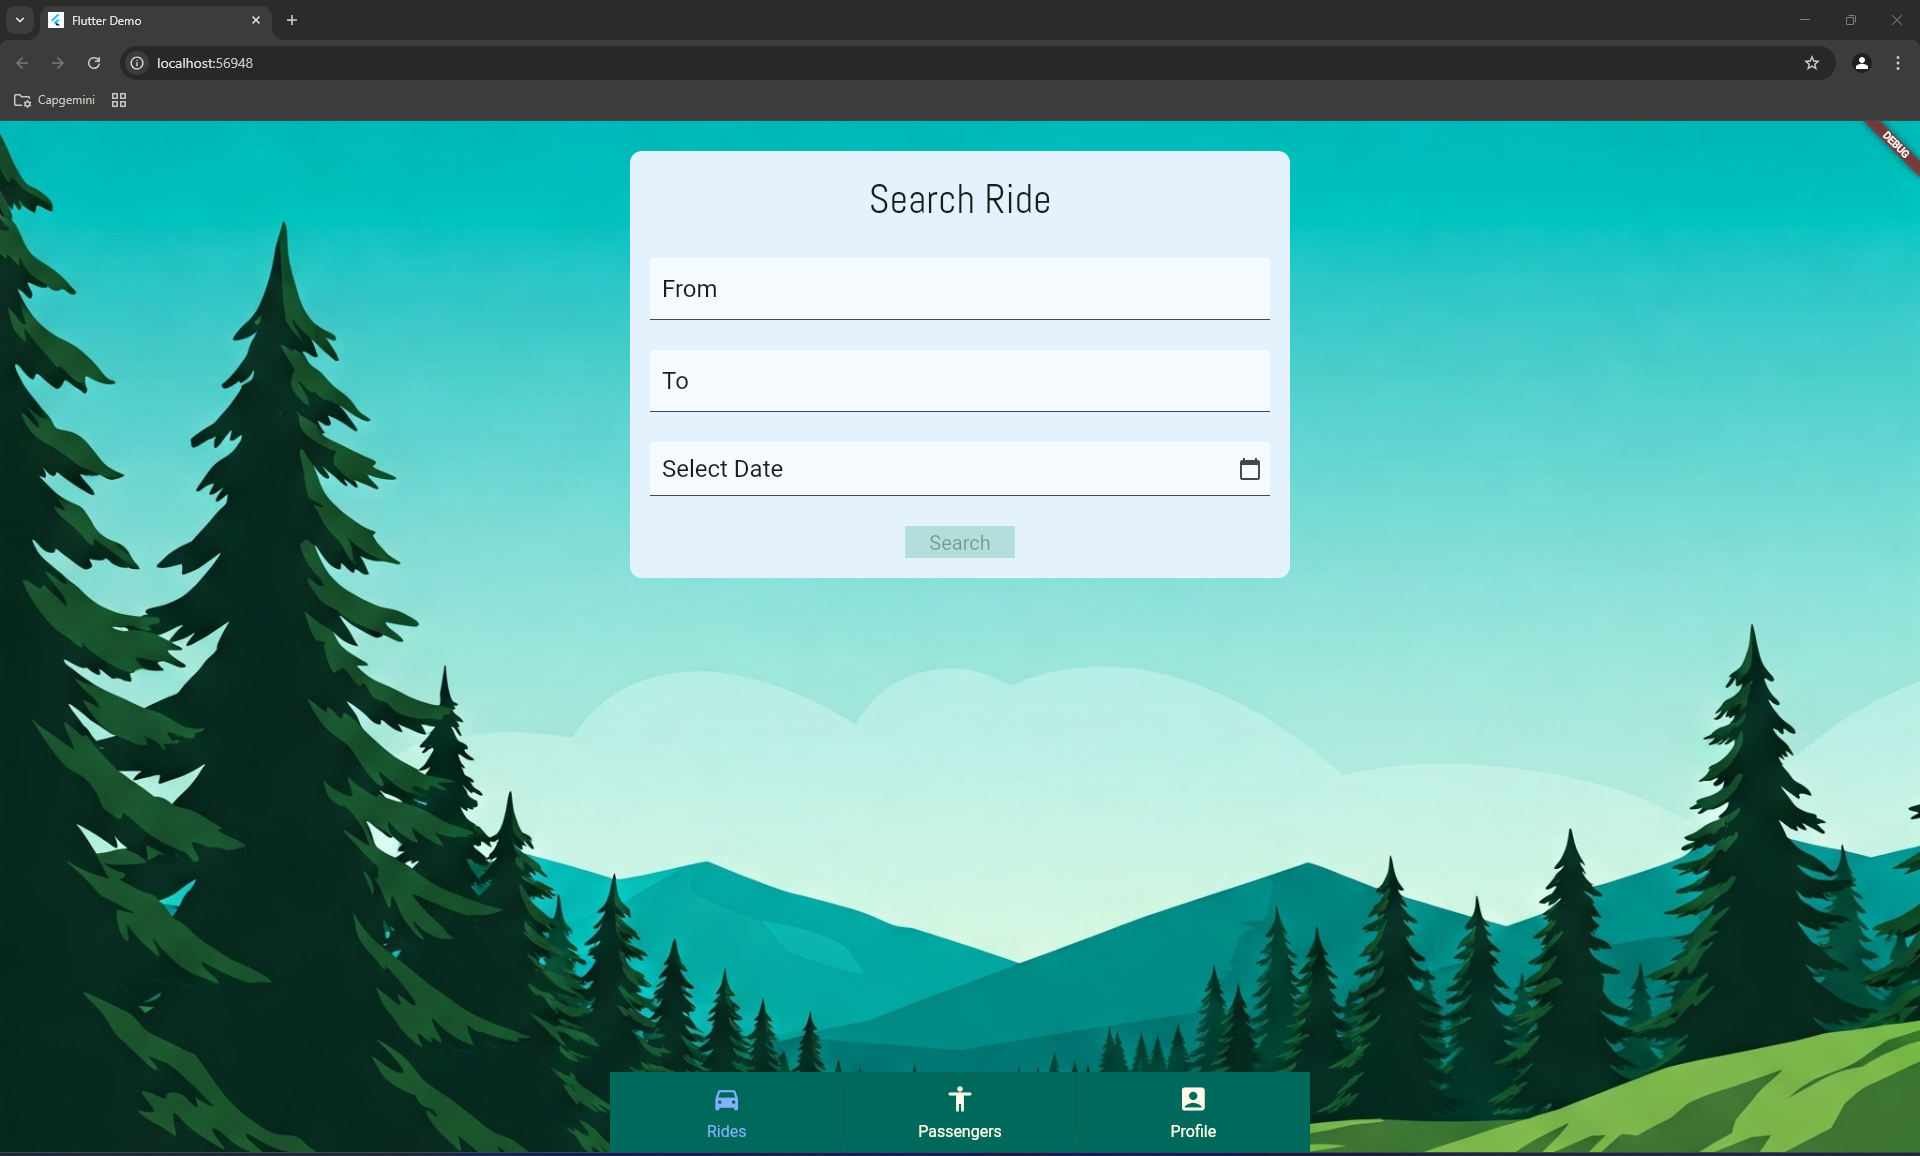 Flutter Demo
localhost:56948
Capgemini
DEBUG
Search Ride
From
To
Select Date
Search
Rides
Passengers
Profile